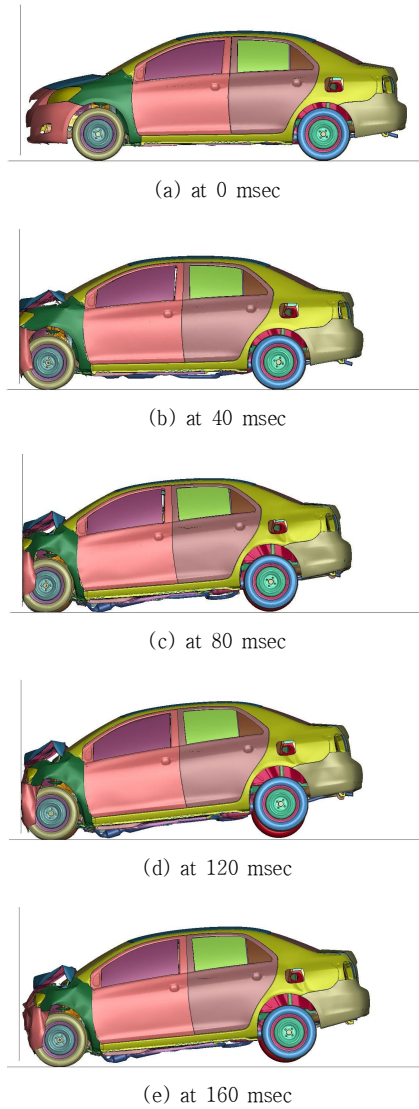 (a) at 0 msec
(b) at 40 msec
(c) at 80 msec
(d) at 120 msec
(e) at 160 msec